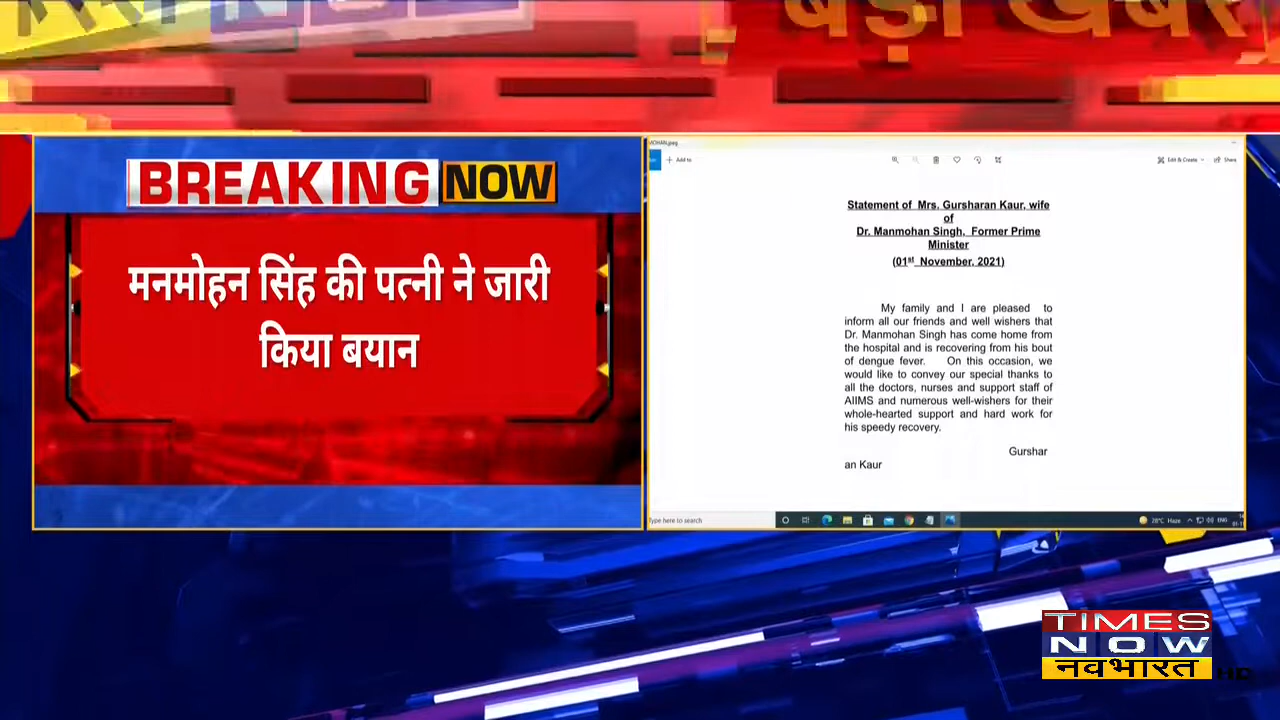 बड़ी खबर
BREAKING NOW
मनमोहन सिंह की पत्नी ने जारी
किया बयान
Add to
Edit & Create
Share
Statement of Mrs. Gursharan Kaur, wife
of
Dr. Manmohan Singh, Former Prime
Minister
(01st November, 2021)
My family and I are pleased to
inform all our friends and well wishers that
Dr. Manmohan Singh has come home from
the hospital and is recovering from his bout
of dengue fever. On this occasion, we
would like to convey our special thanks to
all the doctors, nurses and support staff of
AIIMS and numerous well-wishers for their
whole-hearted support and hard work for
his speedy recovery.
Gurshar
an Kaur
Type here to search
28°C Haze
ENG
TIMES
NOW
नवभारत HD